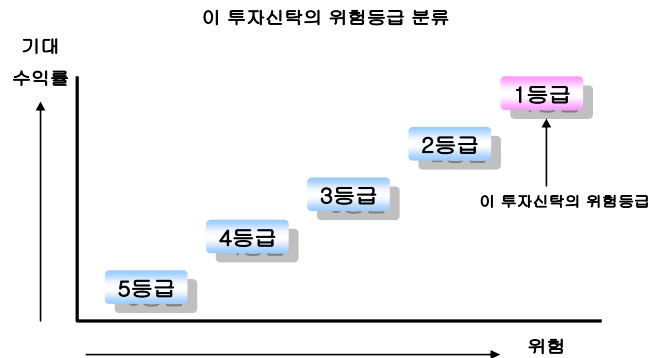 이 투자신탁의 위험등급 분류
기대
수익률
1등급
2등급
3등급
이 투자신탁의 위험등급
4등급
5등급
위험